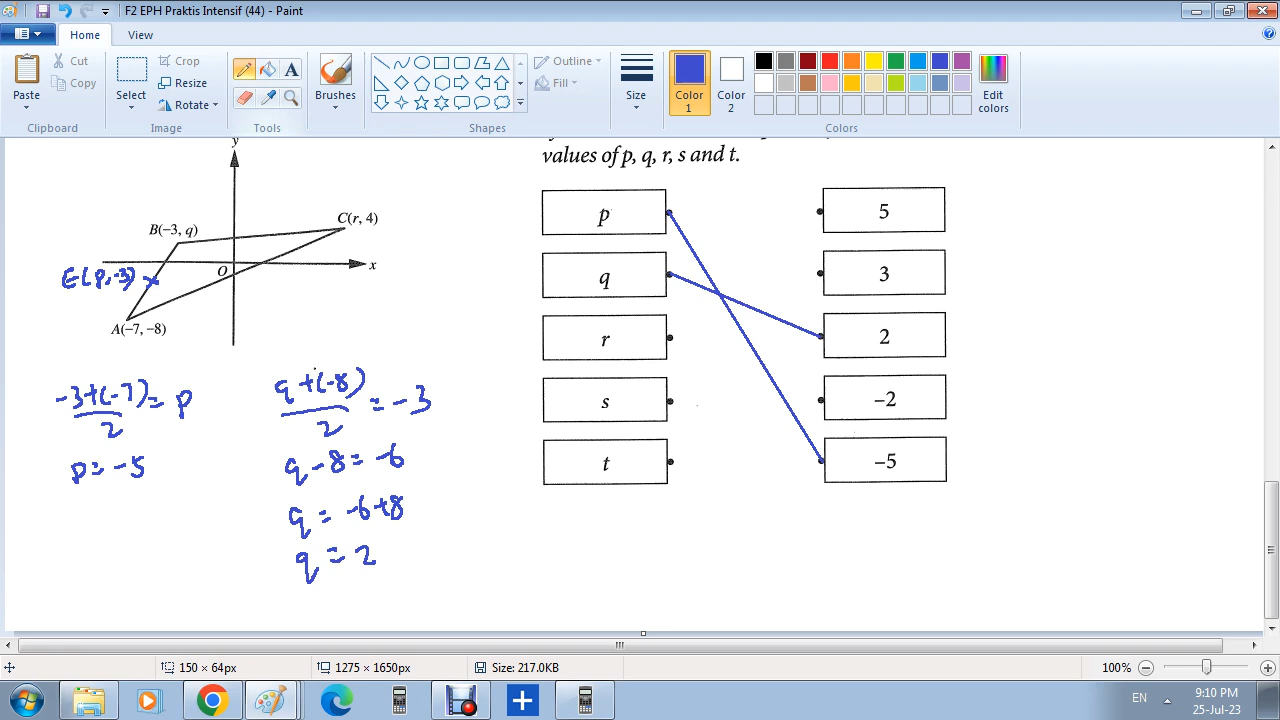 F2 EPH Praktis Intensif (44) - Paint
Home View
Paste
Cut
Copy
Clipboard
Select
Crop
Resize
Rotate
Image
A
Tools
Brushes
Shapes
Outline
Fill
Size
Color 1
Color 2
Edit colors
Colors
values of p, q, r, s and t.
y
B(−3, q)
C(r, 4)
E(p,-3)
O
x
A(−7, −8)
p
q
r
s
t
5
3
2
−2
−5
-3+(-7)/2 = p
p = -5
q+(-8)/2 = -3
q-8 = -6
q = -6+8
q = 2
150 × 64px
1275 × 1650px
Size: 217.0KB
100%
EN
9:10 PM
25-Jul-23